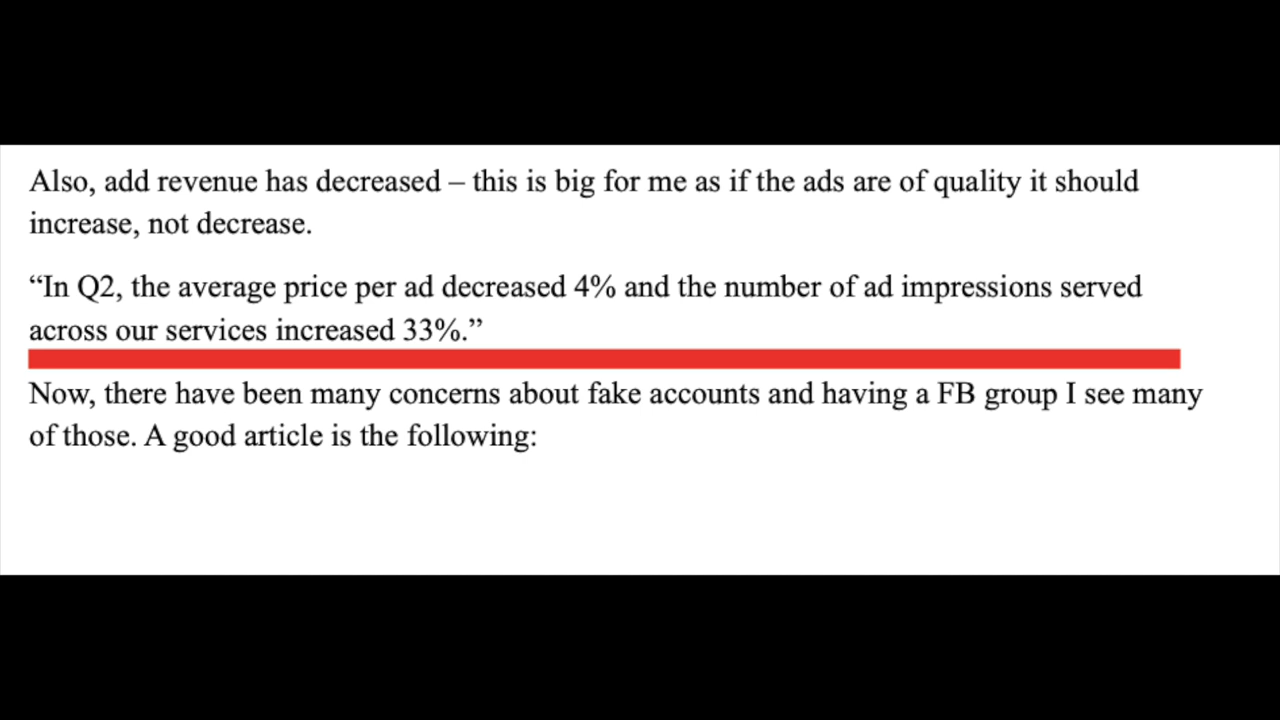 Also, add revenue has decreased – this is big for me as if the ads are of quality it should
increase, not decrease.
“In Q2, the average price per ad decreased 4% and the number of ad impressions served
across our services increased 33%.”
Now, there have been many concerns about fake accounts and having a FB group I see many
of those. A good article is the following: